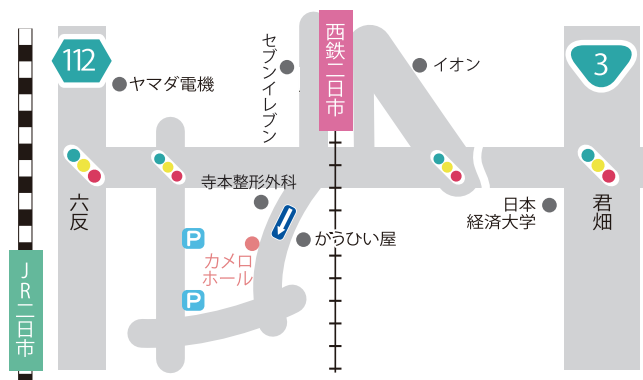 112
ヤマダ電機
セブンイレブン
西鉄二日市
イオン
3
六反
寺本整形外科
日本
経済大学
君畑
P
かうひい屋
カメロ
ホール
JR二日市
P